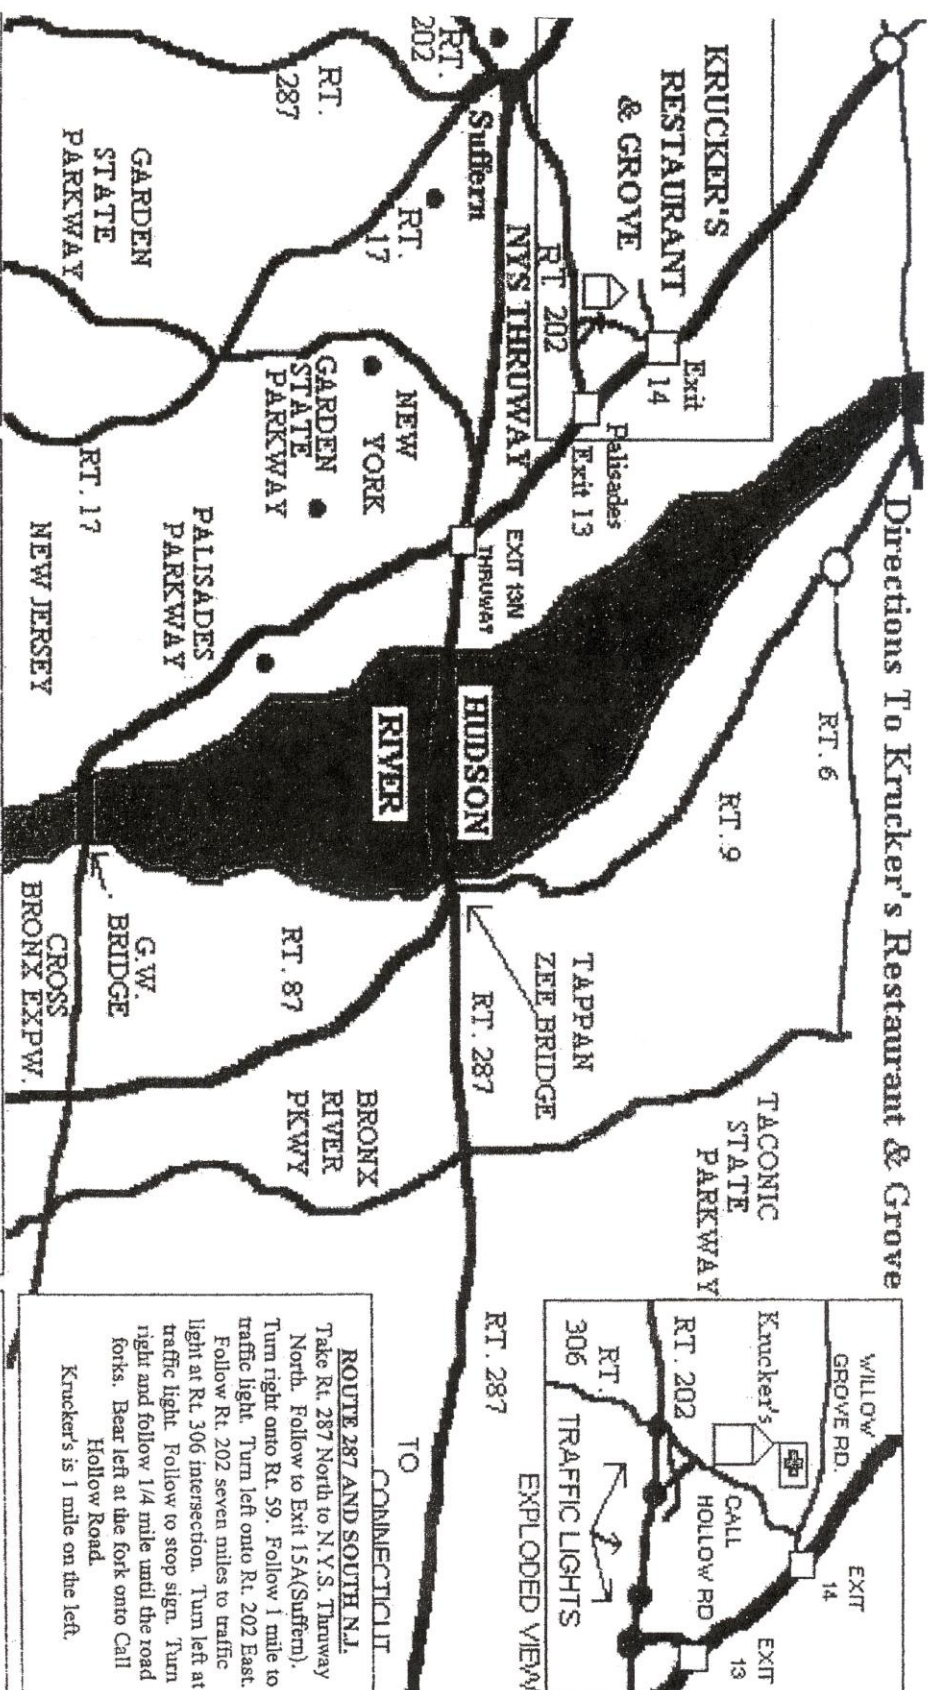 Directions To Krucker's Restaurant & Grove
KRUCKER'S
RESTAURANT
& GROVE
Exit
14
RT. 202
Palisades
Exit 13
NYS THRUWAY
EXIT 13N
THRUWAY
RT.
202
Suffern
RT.
17
RT.
287
GARDEN
STATE
PARKWAY
NEW
YORK
GARDEN
STATE
PARKWAY
RT. 17
PALISADES
PARKWAY
NEW JERSEY
HUDSON
RIVER
RT. 6
RT. 9
TAPPAN
ZEE BRIDGE
RT. 287
RT. 87
G.W.
BRIDGE
CROSS
BRONX EXPW.
BRONX
RIVER
PKWY
TACONIC
STATE
PARKWAY
RT. 287
TO
CONNECTICUT
WILLOW
GROVE RD.
EXIT
14
Krucker's
CALL
HOLLOW RD
EXIT
13
RT. 202
RT.
306
TRAFFIC LIGHTS
EXPLODED VIEW
ROUTE 287 AND SOUTH N.J.
Take Rt. 287 North to N.Y.S. Thruway
North. Follow to Exit 15A(Suffern).
Turn right onto Rt. 59. Follow 1 mile to
traffic light. Turn left onto Rt. 202 East.
Follow Rt. 202 seven miles to traffic
light at Rt. 306 intersection. Turn left at
traffic light. Follow to stop sign. Turn
right and follow 1/4 mile until the road
forks. Bear left at the fork onto Call
Hollow Road.
Krucker's is 1 mile on the left.